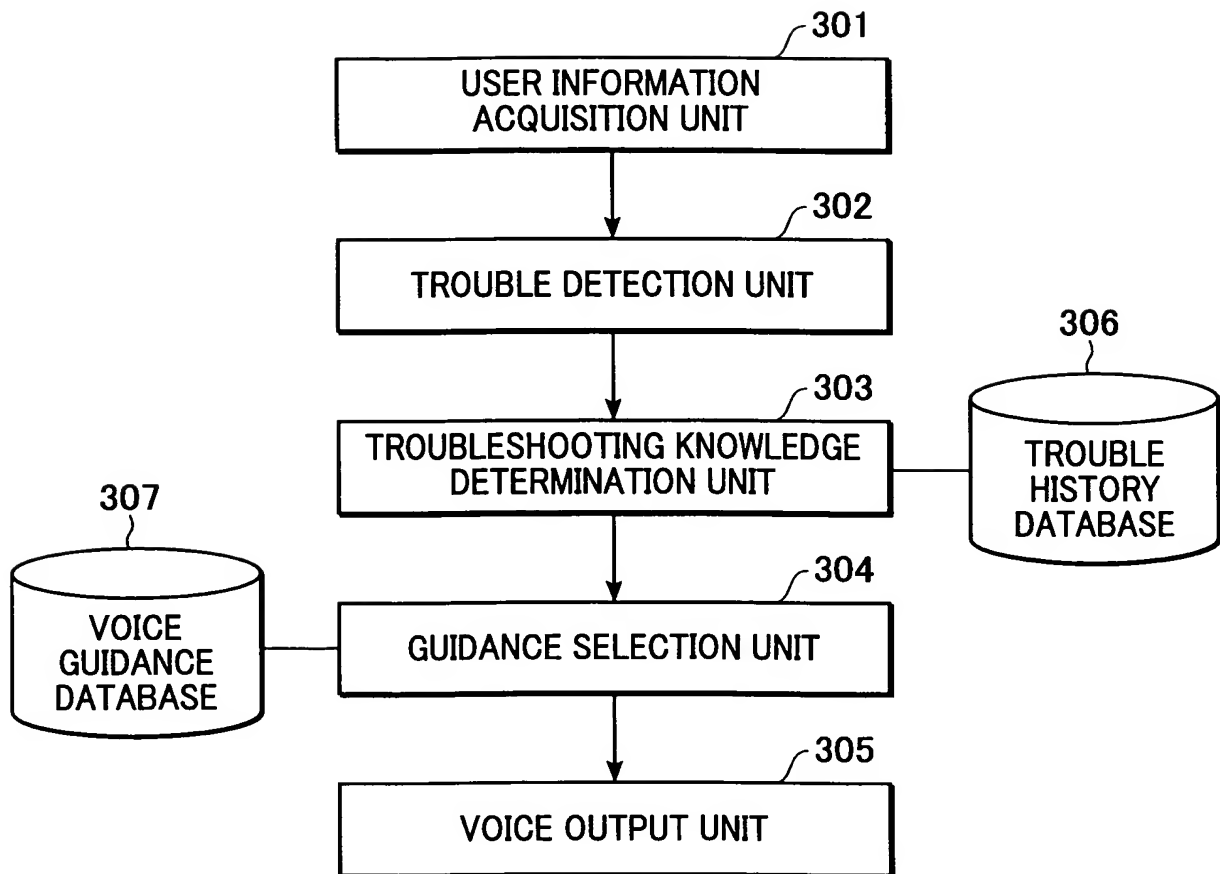 301
USER INFORMATION
ACQUISITION UNIT
302
TROUBLE DETECTION UNIT
303
TROUBLESHOOTING KNOWLEDGE
DETERMINATION UNIT
306
TROUBLE
HISTORY
DATABASE
307
VOICE
GUIDANCE
DATABASE
304
GUIDANCE SELECTION UNIT
305
VOICE OUTPUT UNIT